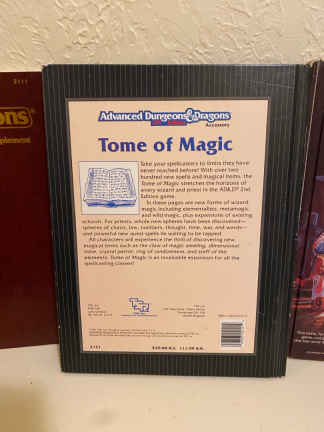 2111
ons
plement
Advanced Dungeons & Dragons
Accessory
Tome of Magic
Take your spellcasters to limits they have
never reached before! With over two
hundred new spells and magical items, the
Tome of Magic stretches the horizons of
every wizard and priest in the AD&D® 2nd
Edition game.
In these pages are new forms of wizard
magic, including elementalists, metamagic,
and wild magic, plus expansions of existing
schools. For priests, whole new spheres have been discovered—
spheres of chaos, law, numbers, thought, time, war, and wards—
and powerful new quest spells lie waiting to be tapped.
All characters will experience the thrill of discovering new
magical items such as the claw of magic stealing, dimensional
mine, crystal parrot, ring of randomness, and staff of the
elements. Tome of Magic is an invaluable extension for all the
spellcasting classes!
TSR
2121